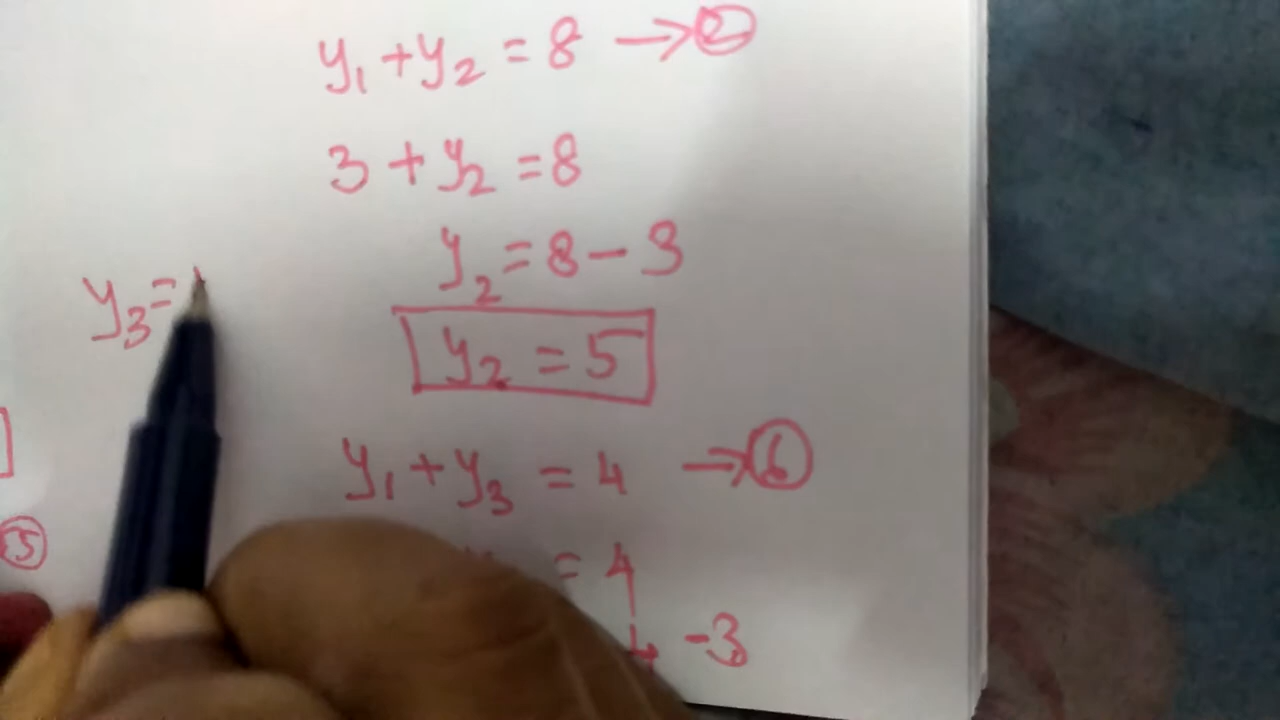 y₁ + y₂ = 8 → ②
3 + y₂ = 8
y₂ = 8 − 3
y₃ =
y₂ = 5
]
y₁ + y₃ = 4 → ⑥
⑤
= 4
-3